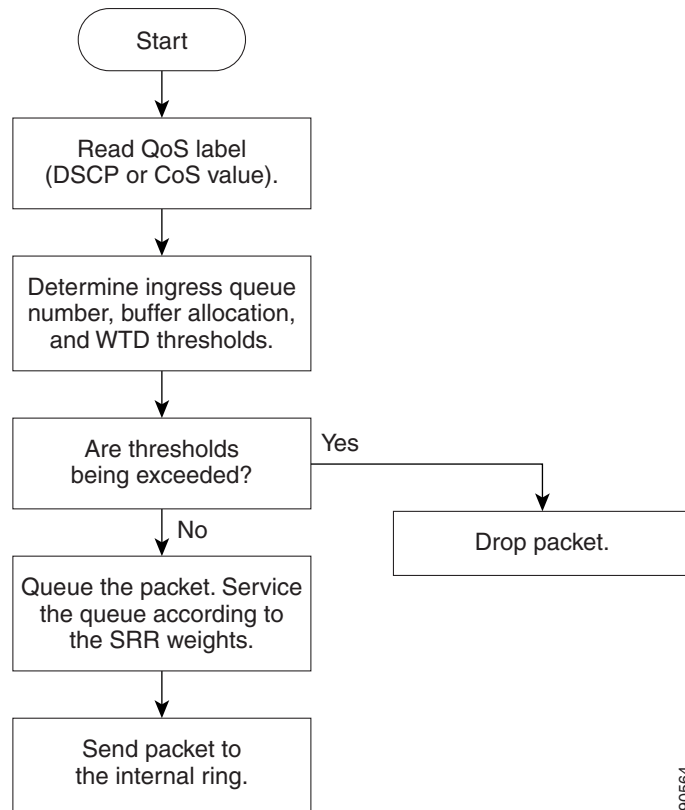 Start
Read QoS label
(DSCP or CoS value).
Determine ingress queue
number, buffer allocation,
and WTD thresholds.
Are thresholds
being exceeded?
Yes
No
Drop packet.
Queue the packet. Service
the queue according to
the SRR weights.
Send packet to
the internal ring.
90564